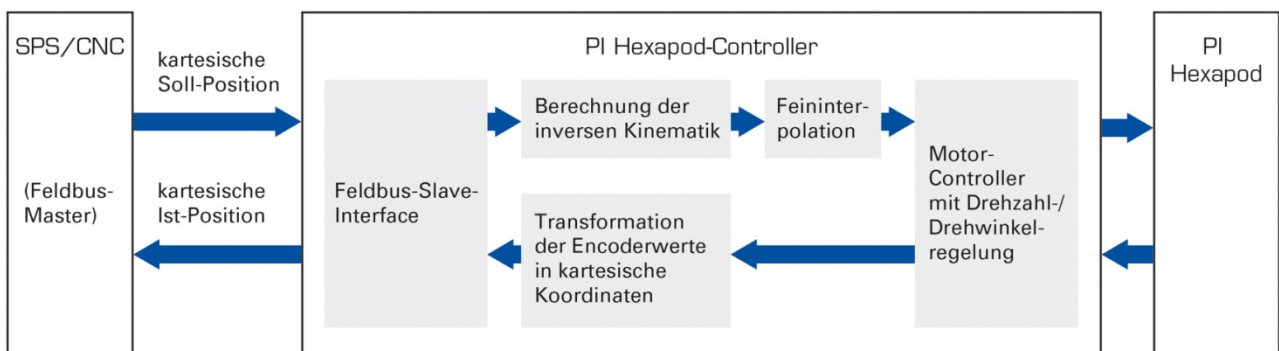 SPS/CNC
(Feldbus-
Master)
kartesische
Soll-Position
kartesische
Ist-Position
PI Hexapod-Controller
Feldbus-Slave-
Interface
Berechnung der
inversen Kinematik
Feininter-
polation
Transformation
der Encoderwerte
in kartesische
Koordinaten
Motor-
Controller
mit Drehzahl-/
Drehwinkel-
regelung
PI
Hexapod